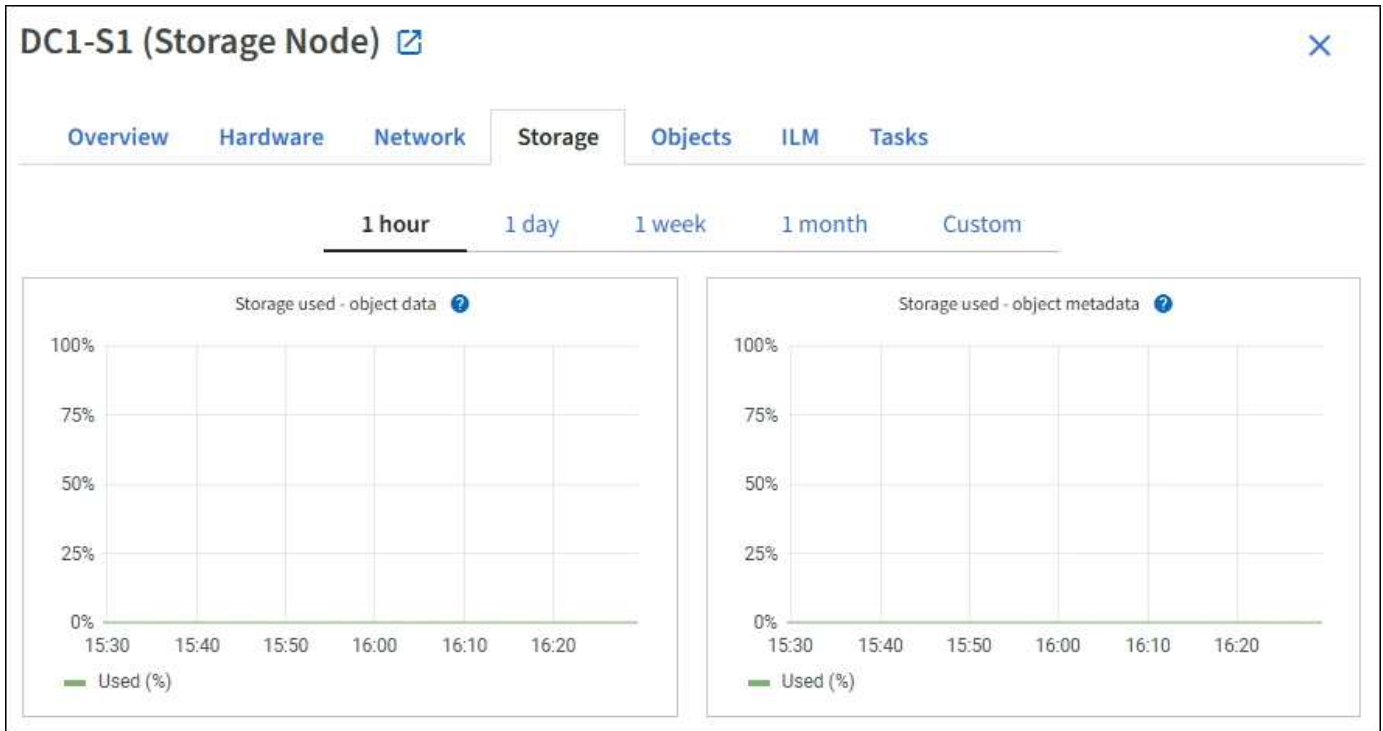 DC1-S1 (Storage Node)
Overview Hardware Network Storage Objects ILM Tasks
1 hour 1 day 1 week 1 month Custom
Storage used - object data ?
100%
75%
50%
25%
0%
15:30 15:40 15:50 16:00 16:10 16:20
Used (%)
Storage used - object metadata ?
100%
75%
50%
25%
0%
15:30 15:40 15:50 16:00 16:10 16:20
Used (%)